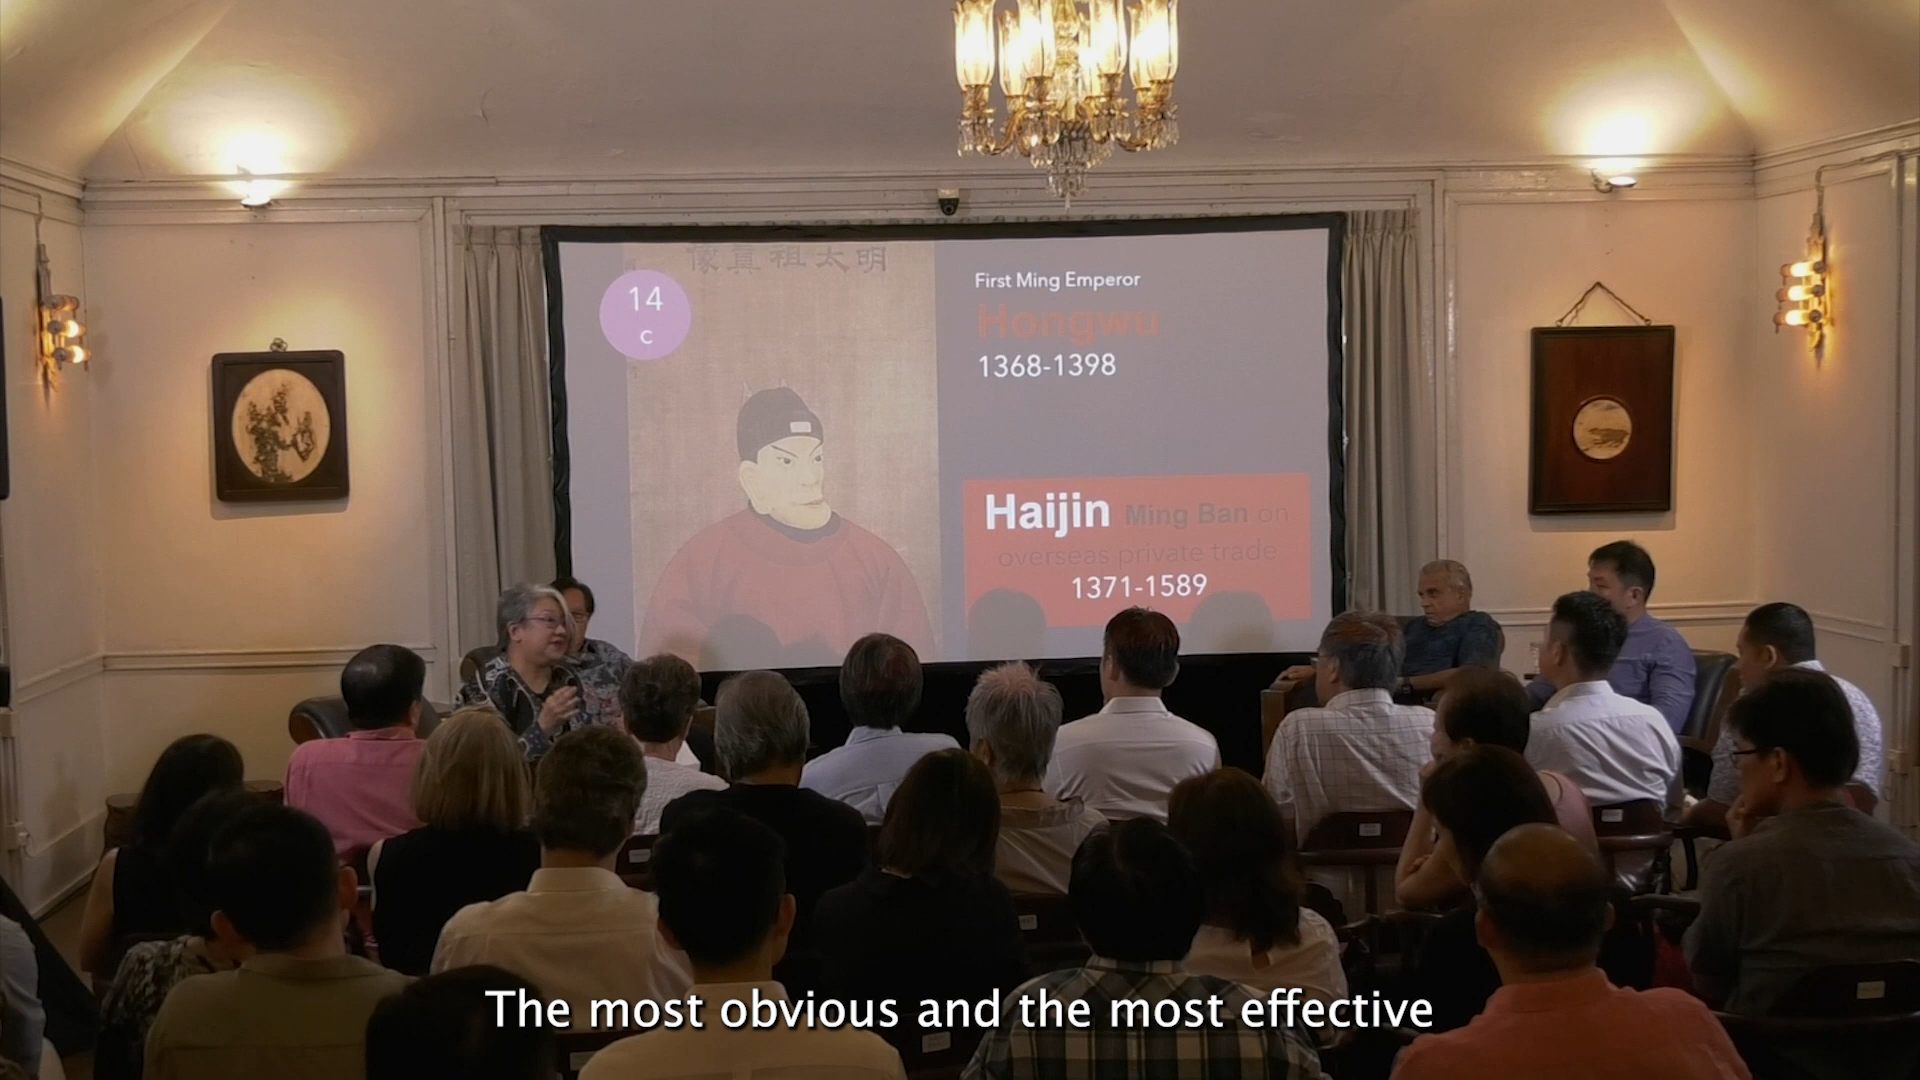 明太祖真像
14
c
First Ming Emperor
Hongwu
1368-1398
Haijin Ming Ban on
overseas private trade
1371-1589
The most obvious and the most effective